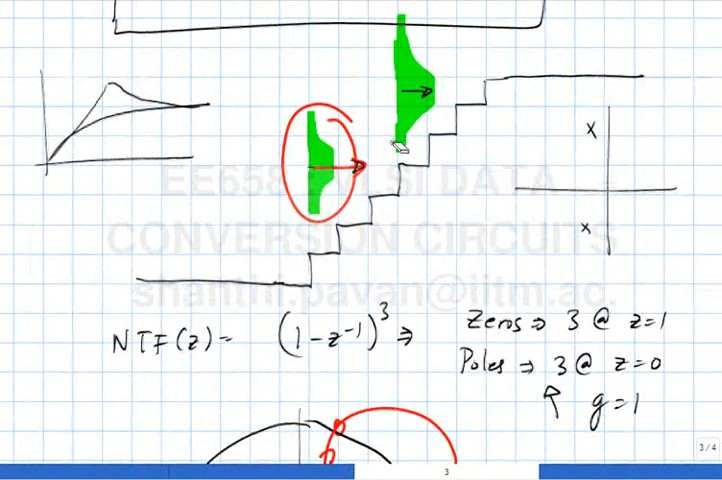 EE658 : VLSI DATA
CONVERSION CIRCUITS
shanthi.pavan@iitm.ac.
NTF(z) = (1-z⁻¹)³ ⇒ Zeros ⇒ 3 @ z=1
Poles ⇒ 3 @ z=0
g=1
3/4
3